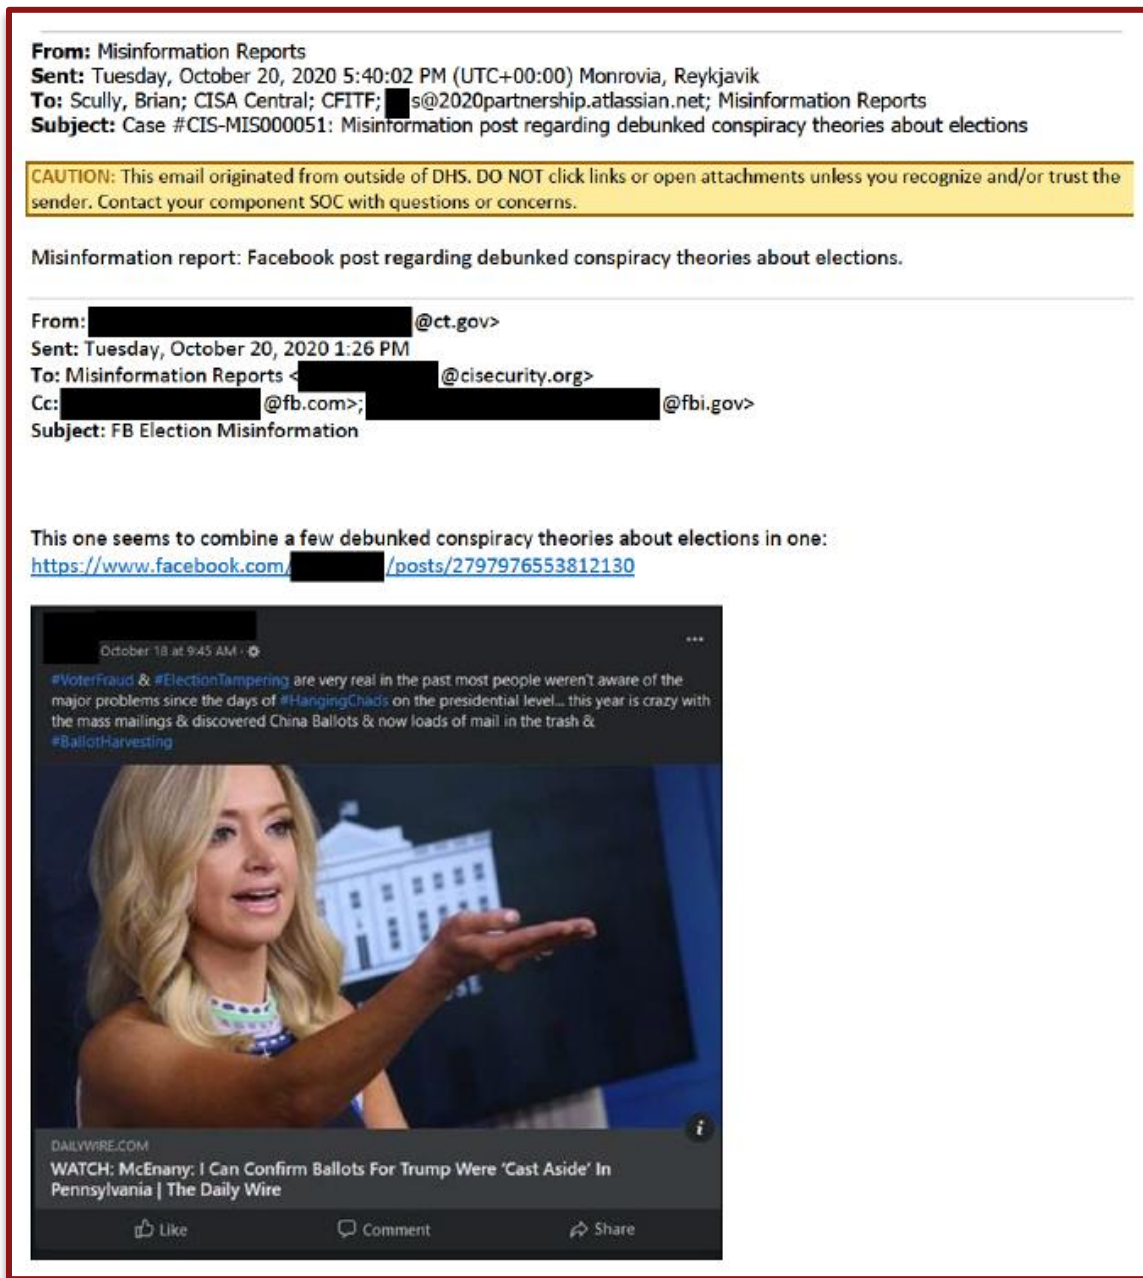 From: Misinformation Reports
Sent: Tuesday, October 20, 2020 5:40:02 PM (UTC+00:00) Monrovia, Reykjavik
To: Scully, Brian; CISA Central; CFITF; s@2020partnership.atlassian.net; Misinformation Reports
Subject: Case #CIS-MIS000051: Misinformation post regarding debunked conspiracy theories about elections
CAUTION: This email originated from outside of DHS. DO NOT click links or open attachments unless you recognize and/or trust the
sender. Contact your component SOC with questions or concerns.
Misinformation report: Facebook post regarding debunked conspiracy theories about elections.
From: @ct.gov>
Sent: Tuesday, October 20, 2020 1:26 PM
To: Misinformation Reports < @cisecurity.org>
Cc: @fb.com>; @fbi.gov>
Subject: FB Election Misinformation
This one seems to combine a few debunked conspiracy theories about elections in one:
https://www.facebook.com/ /posts/2797976553812130
October 18 at 9:45 AM ·
#VoterFraud & #ElectionTampering are very real in the past most people weren't aware of the
major problems since the days of #HangingChads on the presidential level... this year is crazy with
the mass mailings & discovered China Ballots & now loads of mail in the trash &
#BallotHarvesting
DAILYWIRE.COM
WATCH: McEnany: I Can Confirm Ballots For Trump Were 'Cast Aside' In
Pennsylvania | The Daily Wire
Like Comment Share